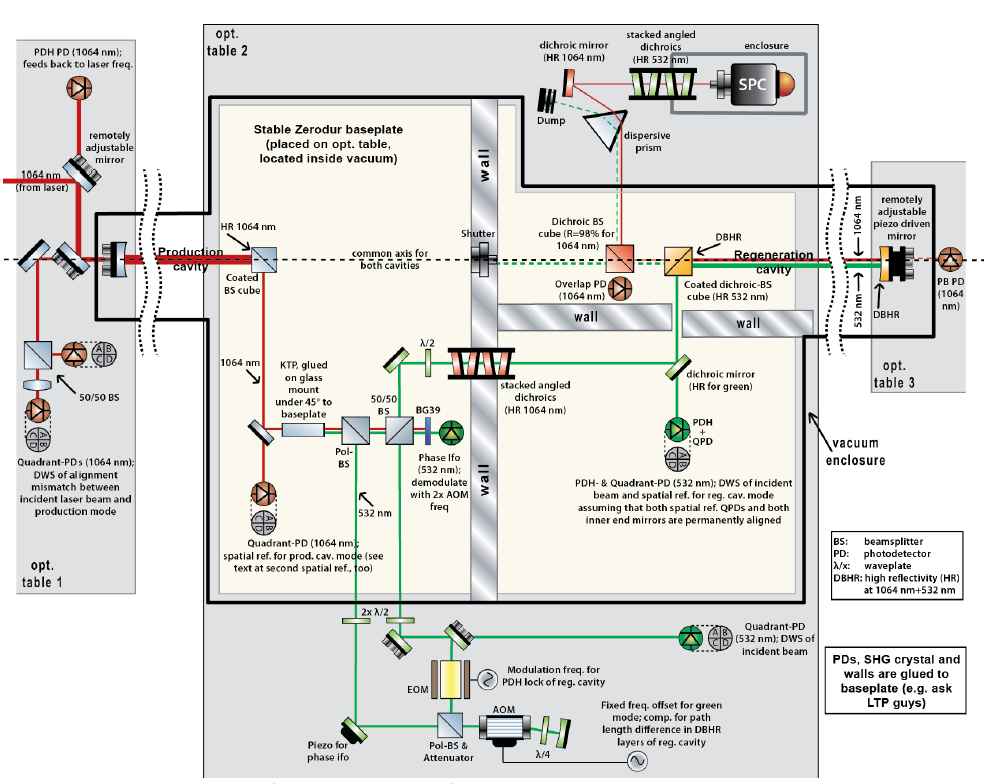 opt.
table 2
PDH PD (1064 nm);
feeds back to laser freq.
remotely
adjustable
mirror
1064 nm
(from laser)
Production
cavity
50/50 BS
A B
C D
A B
C D
Quadrant-PDs (1064 nm);
DWS of alignment
mismatch between
incident laser beam and
production mode
opt.
table 1
Stable Zerodur baseplate
(placed on opt. table,
located inside vacuum)
HR 1064 nm
Coated
BS cube
common axis for
both cavities
wall
Shutter
1064 nm
KTP, glued
on glass
mount
under 45° to
baseplate
λ/2
50/50
BS
BG39
Pol-
BS
Phase Ifo
(532 nm);
demodulate
with 2x AOM
freq
532 nm
A B
C D
Quadrant-PD (1064 nm);
spatial ref. for prod. cav. mode (see
text at second spatial ref., too)
wall
stacked angled
dichroics
(HR 1064 nm)
dichroic mirror
(HR 1064 nm)
stacked angled
dichroics
(HR 532 nm)
enclosure
SPC
Dump
dispersive
prism
Dichroic BS
cube (R=98% for
1064 nm)
DBHR
Overlap PD
(1064 nm)
Coated dichroic-BS
cube (HR 532 nm)
Regeneration
cavity
wall
wall
1064 nm
532 nm
remotely
adjustable
piezo driven
mirror
DBHR
PB PD
(1064
nm)
opt.
table 3
dichroic mirror
(HR for green)
PDH
+
QPD
A B
C D
PDH- & Quadrant-PD (532 nm); DWS of incident
beam and spatial ref. for reg. cav. mode
assuming that both spatial ref. QPDs and both
inner end mirrors are permanently aligned
vacuum
enclosure
BS: beamsplitter
PD: photodetector
λ/x: waveplate
DBHR: high reflectivity (HR)
at 1064 nm+532 nm
PDs, SHG crystal and
walls are glued to
baseplate (e.g. ask
LTP guys)
2x λ/2
A B
C D
Quadrant-PD
(532 nm); DWS of
incident beam
EOM
Modulation freq. for
PDH lock of reg. cavity
Piezo for
phase ifo
Pol-BS &
Attenuator
AOM
λ/4
Fixed freq. offset for green
mode; comp. for path
length difference in DBHR
layers of reg. cavity